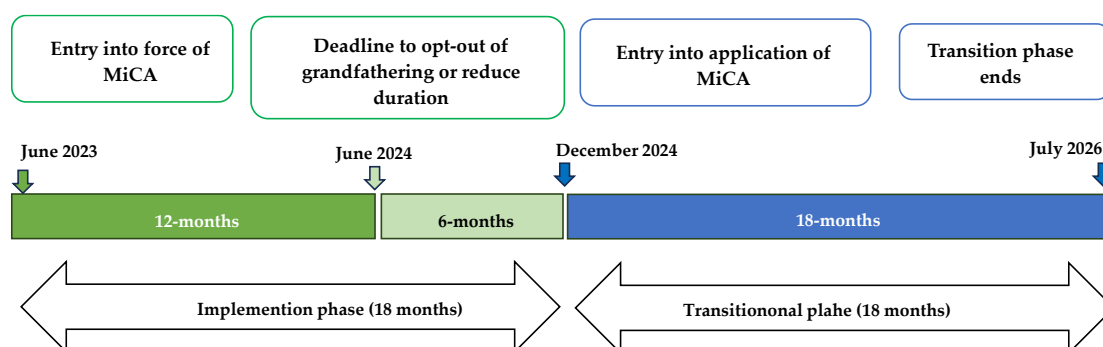 Entry into force of
MiCA
Deadline to opt-out of
grandfathering or reduce
duration
Entry into application of
MiCA
Transition phase
ends
June 2023
June 2024
December 2024
July 2026
12-months
6-months
18-months
Implemention phase (18 months)
Transitiononal plahe (18 months)